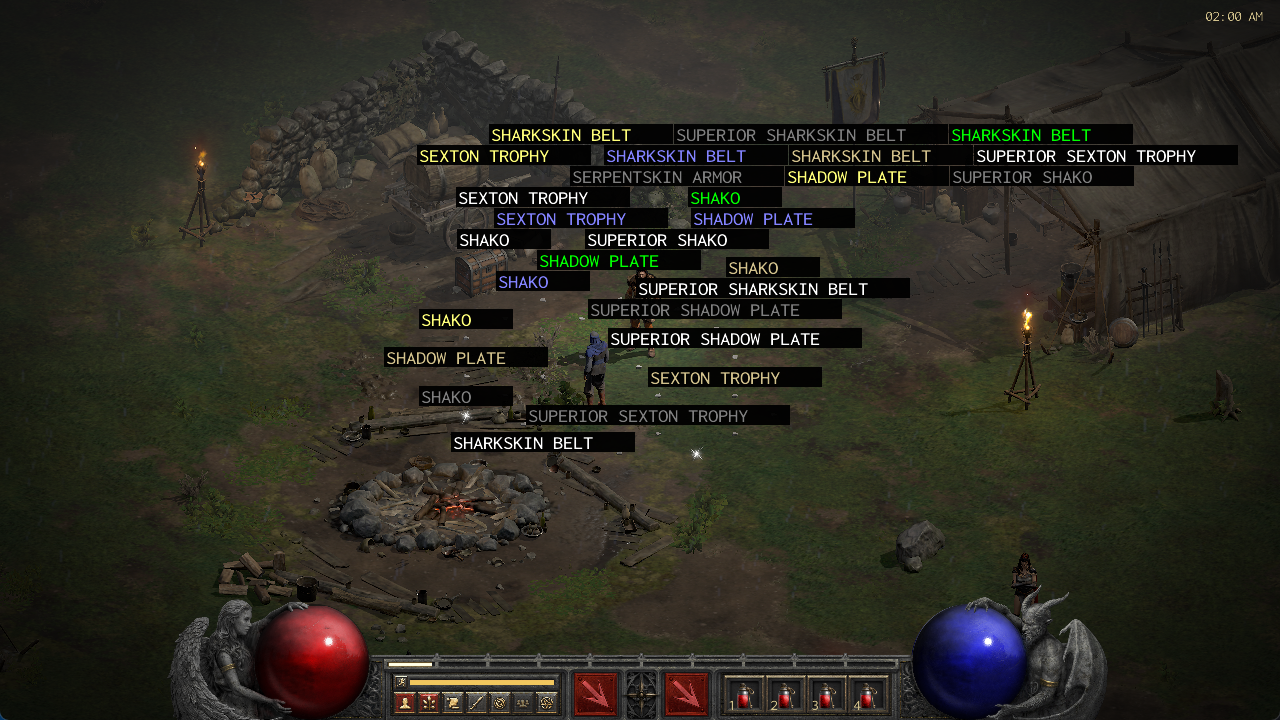 02:00 AM
SHARKSKIN BELT SUPERIOR SHARKSKIN BELT SHARKSKIN BELT
SEXTON TROPHY SHARKSKIN BELT SHARKSKIN BELT SUPERIOR SEXTON TROPHY
SERPENTSKIN ARMOR SHADOW PLATE SUPERIOR SHAKO
SEXTON TROPHY SHAKO
SEXTON TROPHY SHADOW PLATE
SHAKO SUPERIOR SHAKO
SHADOW PLATE SHAKO
SHAKO SUPERIOR SHARKSKIN BELT
SUPERIOR SHADOW PLATE
SHAKO
SUPERIOR SHADOW PLATE
SHADOW PLATE
SEXTON TROPHY
SHAKO
SUPERIOR SEXTON TROPHY
SHARKSKIN BELT
1 2 3 4